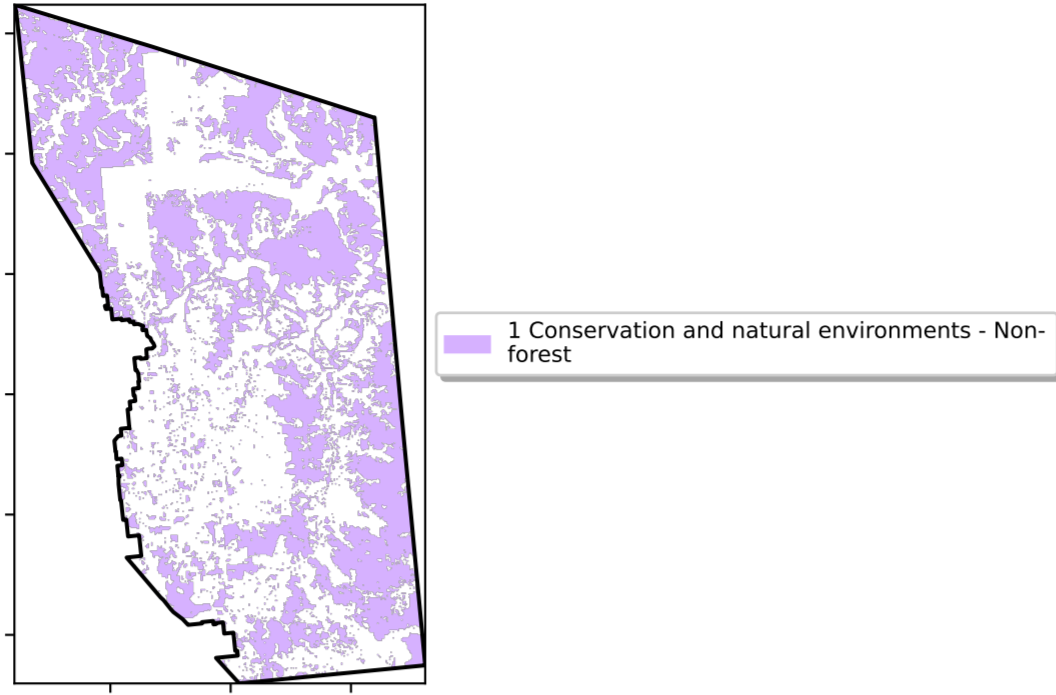 1 Conservation and natural environments - Non-
forest